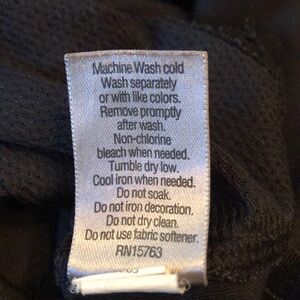 Machine Wash cold
Wash separately
or with like colors.
Remove promptly
after wash.
Non-chlorine
bleach when needed.
Tumble dry low.
Cool iron when needed.
Do not soak.
Do not iron decoration.
Do not dry clean.
Do not use fabric softener.
RN15763